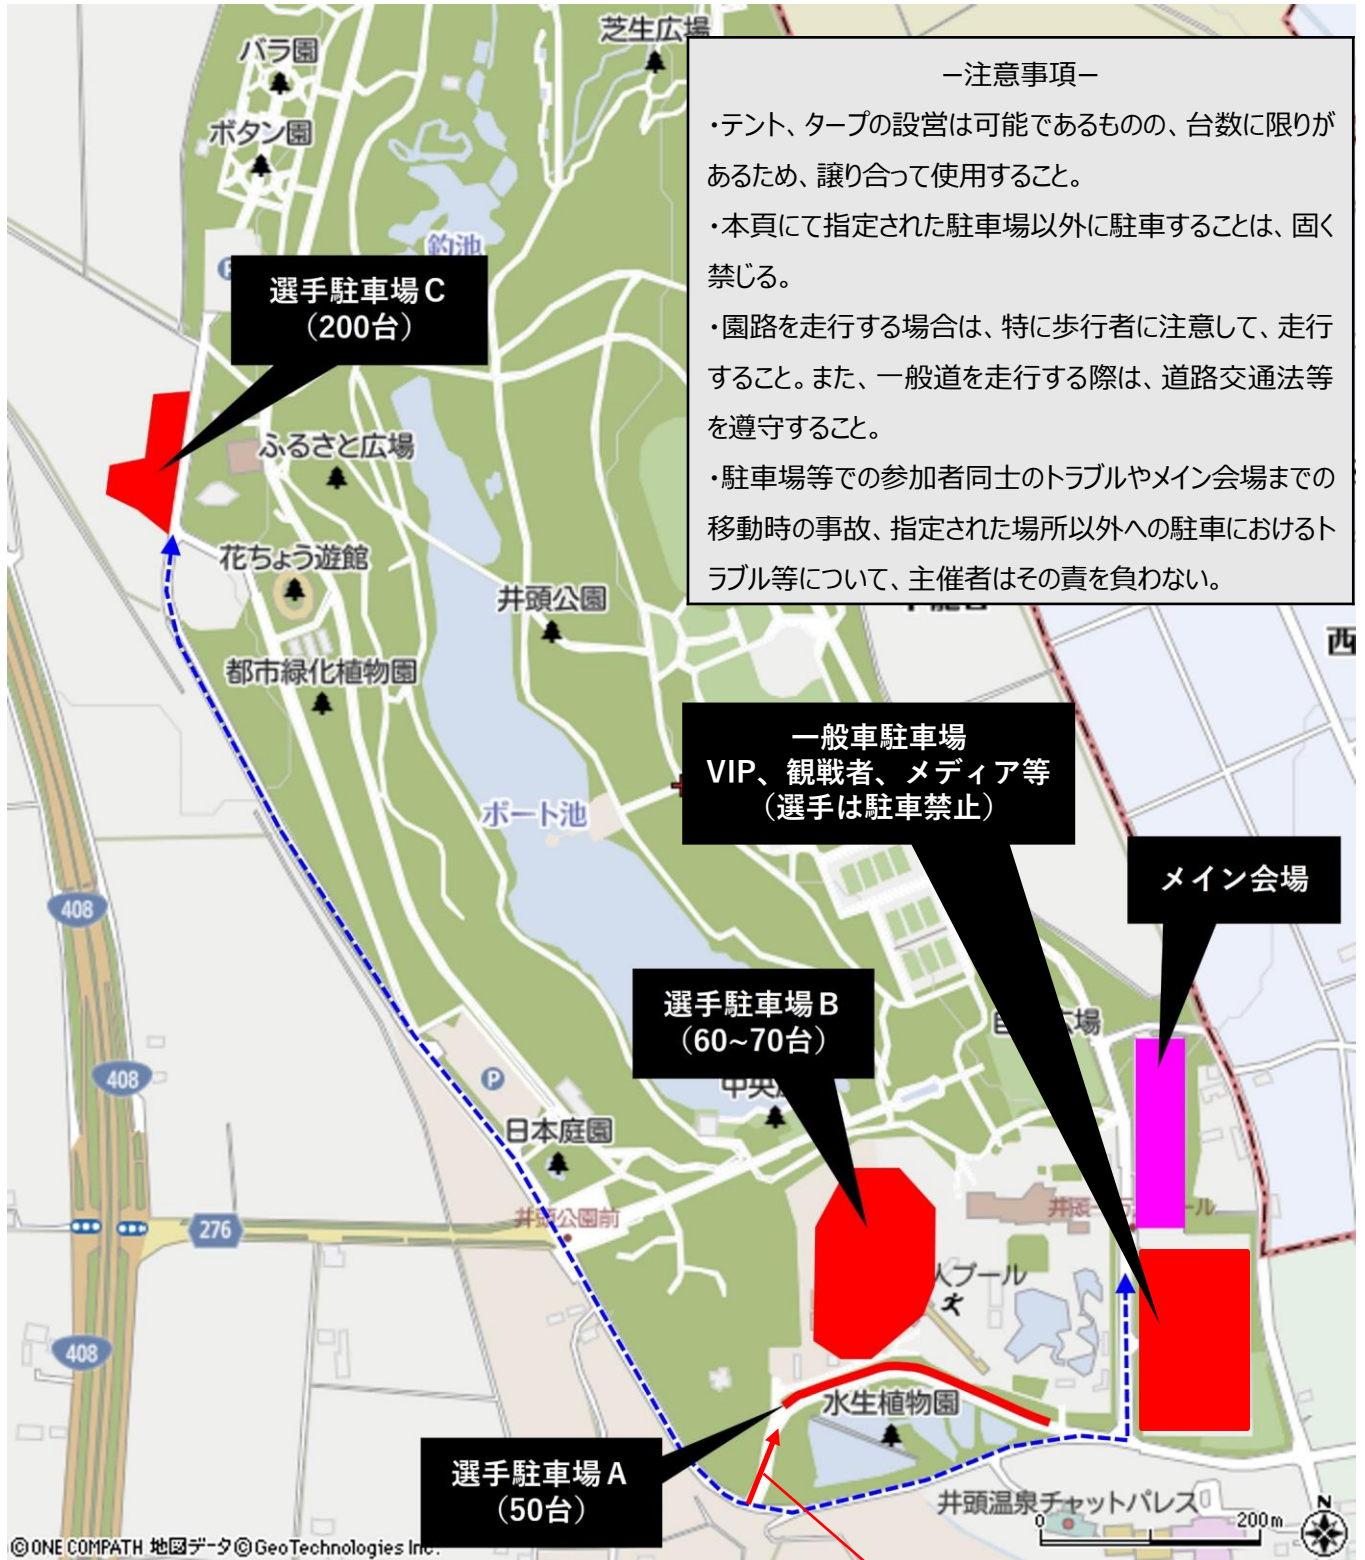 芝生広場
バラ園
ボタン園
釣池
－注意事項－
・テント、タープの設営は可能であるものの、台数に限りが
あるため、譲り合って使用すること。
・本頁にて指定された駐車場以外に駐車することは、固く
禁じる。
・園路を走行する場合は、特に歩行者に注意して、走行
すること。また、一般道を走行する際は、道路交通法等
を遵守すること。
・駐車場等での参加者同士のトラブルやメイン会場までの
移動時の事故、指定された場所以外への駐車におけるト
ラブル等について、主催者はその責を負わない。
P
選手駐車場C
（200台）
ふるさと広場
花ちょう遊館
井頭公園
西
都市緑化植物園
一般車駐車場
VIP、観戦者、メディア等
（選手は駐車禁止）
ボート池
メイン会場
408
選手駐車場B
（60~70台）
広場
408
P
中央
日本庭園
井頭公園前
276
井頭
ール
人プール
408
水生植物園
選手駐車場A
（50台）
井頭温泉チャットパレス
0
200m
N
©ONE COMPATH 地図データ©GeoTechnologies Inc.